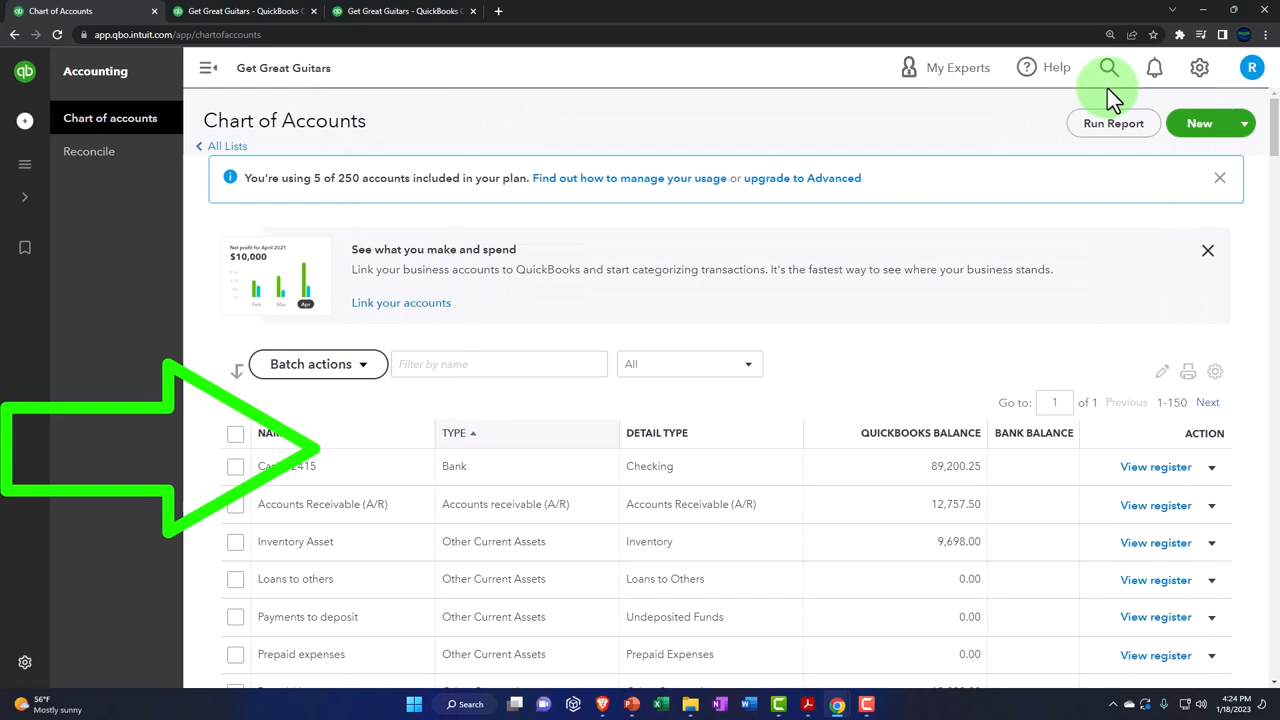 Chart of Accounts
Get Great Guitars - QuickBooks
Get Great Guitars - QuickBooks
app.qbo.intuit.com/app/chartofaccounts
qb
Accounting
Get Great Guitars
My Experts
Help
R
Chart of accounts
Reconcile
Chart of Accounts
All Lists
Run Report
New
You're using 5 of 250 accounts included in your plan. Find out how to manage your usage or upgrade to Advanced
Net profit for April 2021
$10,000
Feb Mar Apr
See what you make and spend
Link your business accounts to QuickBooks and start categorizing transactions. It's the fastest way to see where your business stands.
Link your accounts
Batch actions
Filter by name
All
Go to: 1 of 1 Previous 1-150 Next
TYPE DETAIL TYPE QUICKBOOKS BALANCE BANK BALANCE ACTION
2415 Bank Checking 89,200.25 View register
Accounts Receivable (A/R) Accounts receivable (A/R) Accounts Receivable (A/R) 12,757.50 View register
Inventory Asset Other Current Assets Inventory 9,698.00 View register
Loans to others Other Current Assets Loans to Others 0.00 View register
Payments to deposit Other Current Assets Undeposited Funds 0.00 View register
Prepaid expenses Other Current Assets Prepaid Expenses 0.00 View register
56°F
Mostly sunny
Search
4:24 PM
1/18/2023